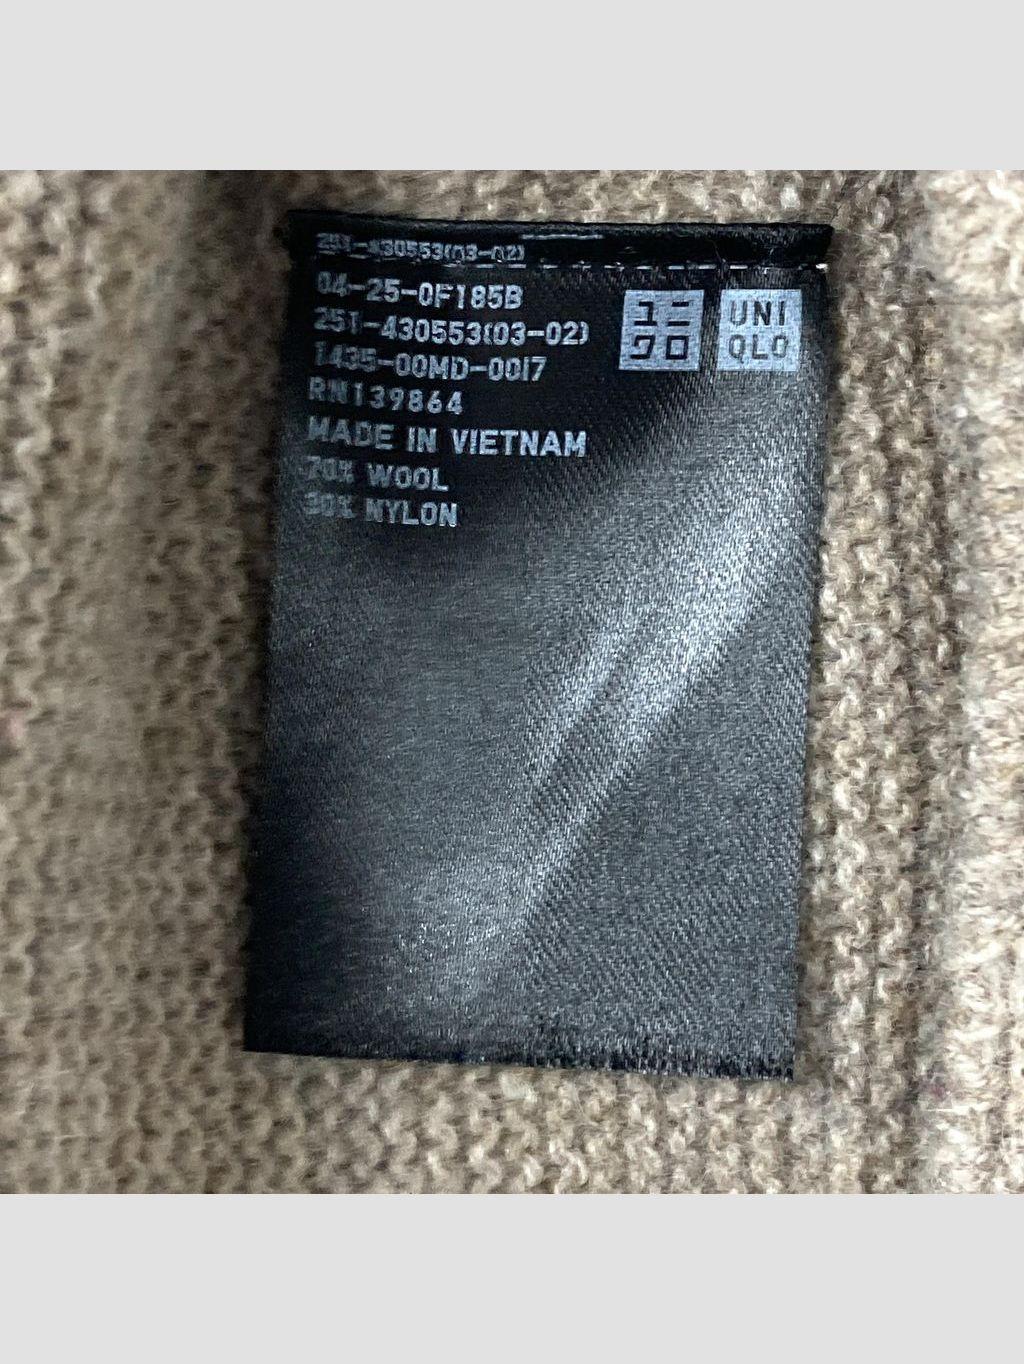 251-430553(03-02)
04-25-0F185B
251-430553(03-02)
1435-00MD-0017
RN139864
MADE IN VIETNAM
70% WOOL
30% NYLON
ユニ
クロ
UNI
QLO